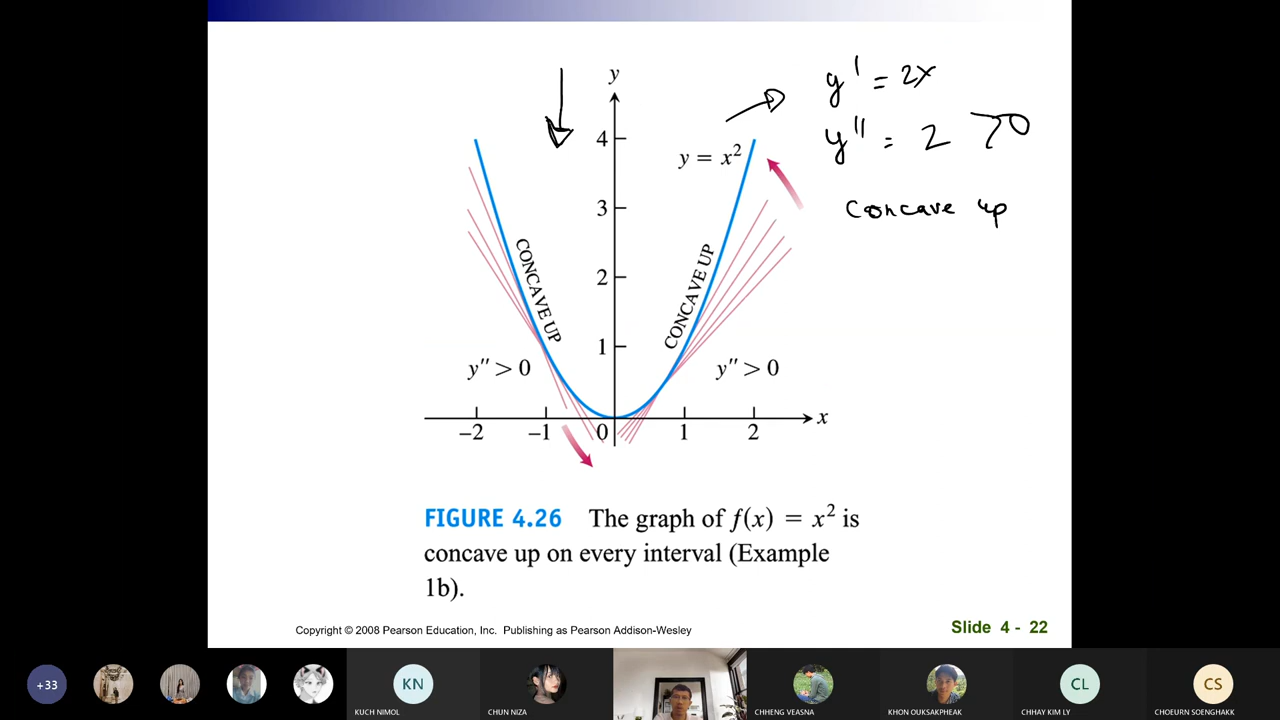 y
4
3
2
1
y = x²
y' = 2x
y'' = 2 >0
Concave up
CONCAVE UP
CONCAVE UP
y'' > 0
y'' > 0
−2 −1 0 1 2 x
FIGURE 4.26 The graph of f(x) = x² is
concave up on every interval (Example
1b).
Copyright © 2008 Pearson Education, Inc. Publishing as Pearson Addison-Wesley
Slide 4 - 22
+33
KN
CL
CS
KUCH NIMOL
CHUN NIZA
CHHENG VEASNA
KHON OUKSAKPHEAK
CHHAY KIM LY
CHOEURN SOENGHAKK